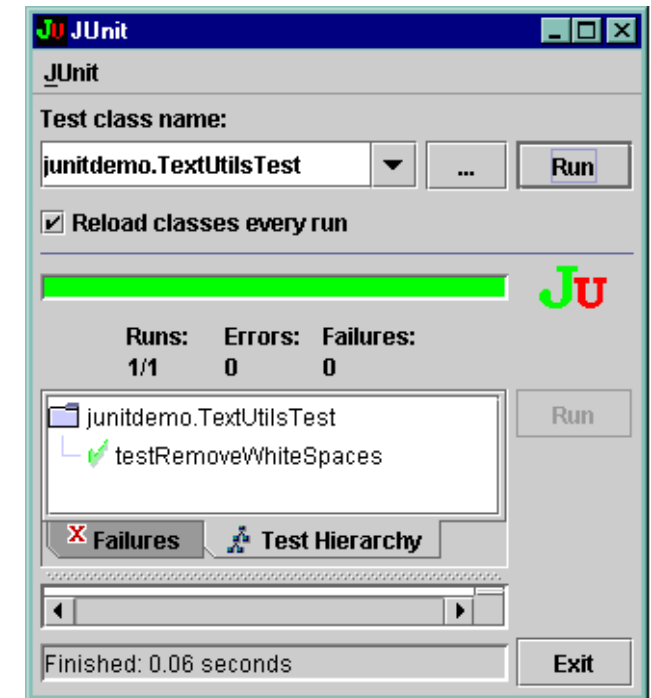 JU JUnit
JUnit
Test class name:
junitdemo.TextUtilsTest ... Run
Reload classes every run
JU
Runs: Errors: Failures:
1/1 0 0
junitdemo.TextUtilsTest Run
testRemoveWhiteSpaces
X Failures Test Hierarchy
Finished: 0.06 seconds Exit